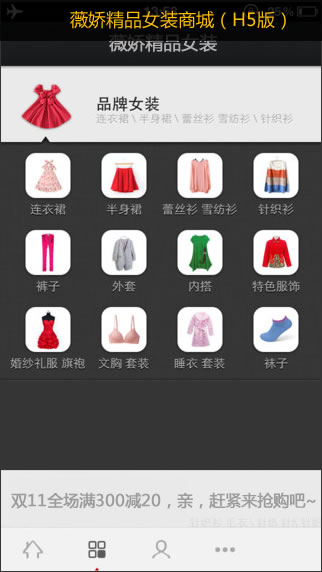 薇娇精品女装商城（H5版）
薇娇精品女装
品牌女装
连衣裙 \ 半身裙 \ 蕾丝衫 雪纺衫 \ 针织衫
连衣裙 半身裙 蕾丝衫 雪纺衫 针织衫
裤子 外套 内搭 特色服饰
婚纱礼服 旗袍 文胸 套装 睡衣 套装 袜子
双11全场满300减20，亲，赶紧来抢购吧~